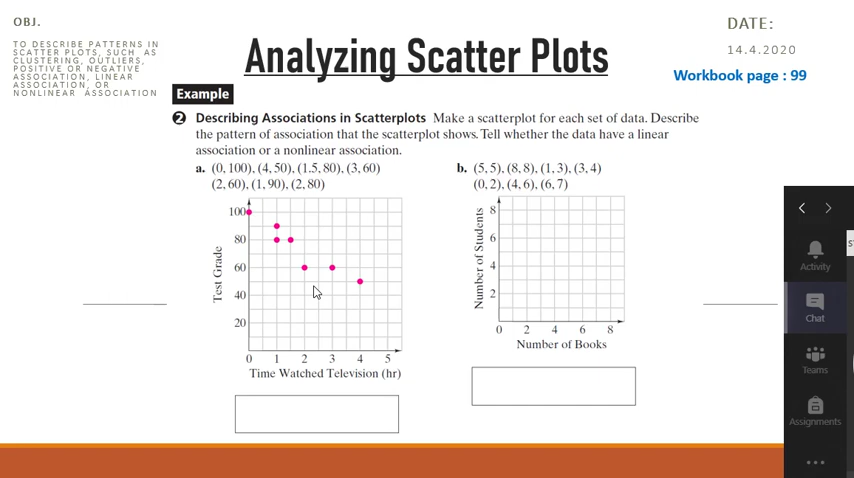 OBJ.
TO DESCRIBE PATTERNS IN
SCATTER PLOTS, SUCH AS
CLUSTERING, OUTLIERS,
POSITIVE OR NEGATIVE
ASSOCIATION, LINEAR
ASSOCIATION, OR
NONLINEAR ASSOCIATION
Analyzing Scatter Plots
DATE:
14.4.2020
Workbook page : 99
Example
2 Describing Associations in Scatterplots Make a scatterplot for each set of data. Describe
the pattern of association that the scatterplot shows. Tell whether the data have a linear
association or a nonlinear association.
a. (0, 100), (4, 50), (1.5, 80), (3, 60)
(2, 60), (1, 90), (2, 80)
100
80
60
40
20
0 1 2 3 4 5
Test Grade
Time Watched Television (hr)
b. (5, 5), (8, 8), (1, 3), (3, 4)
(0, 2), (4, 6), (6, 7)
8
6
4
2
0 2 4 6 8
Number of Students
Number of Books
Activity
Chat
Teams
Assignments